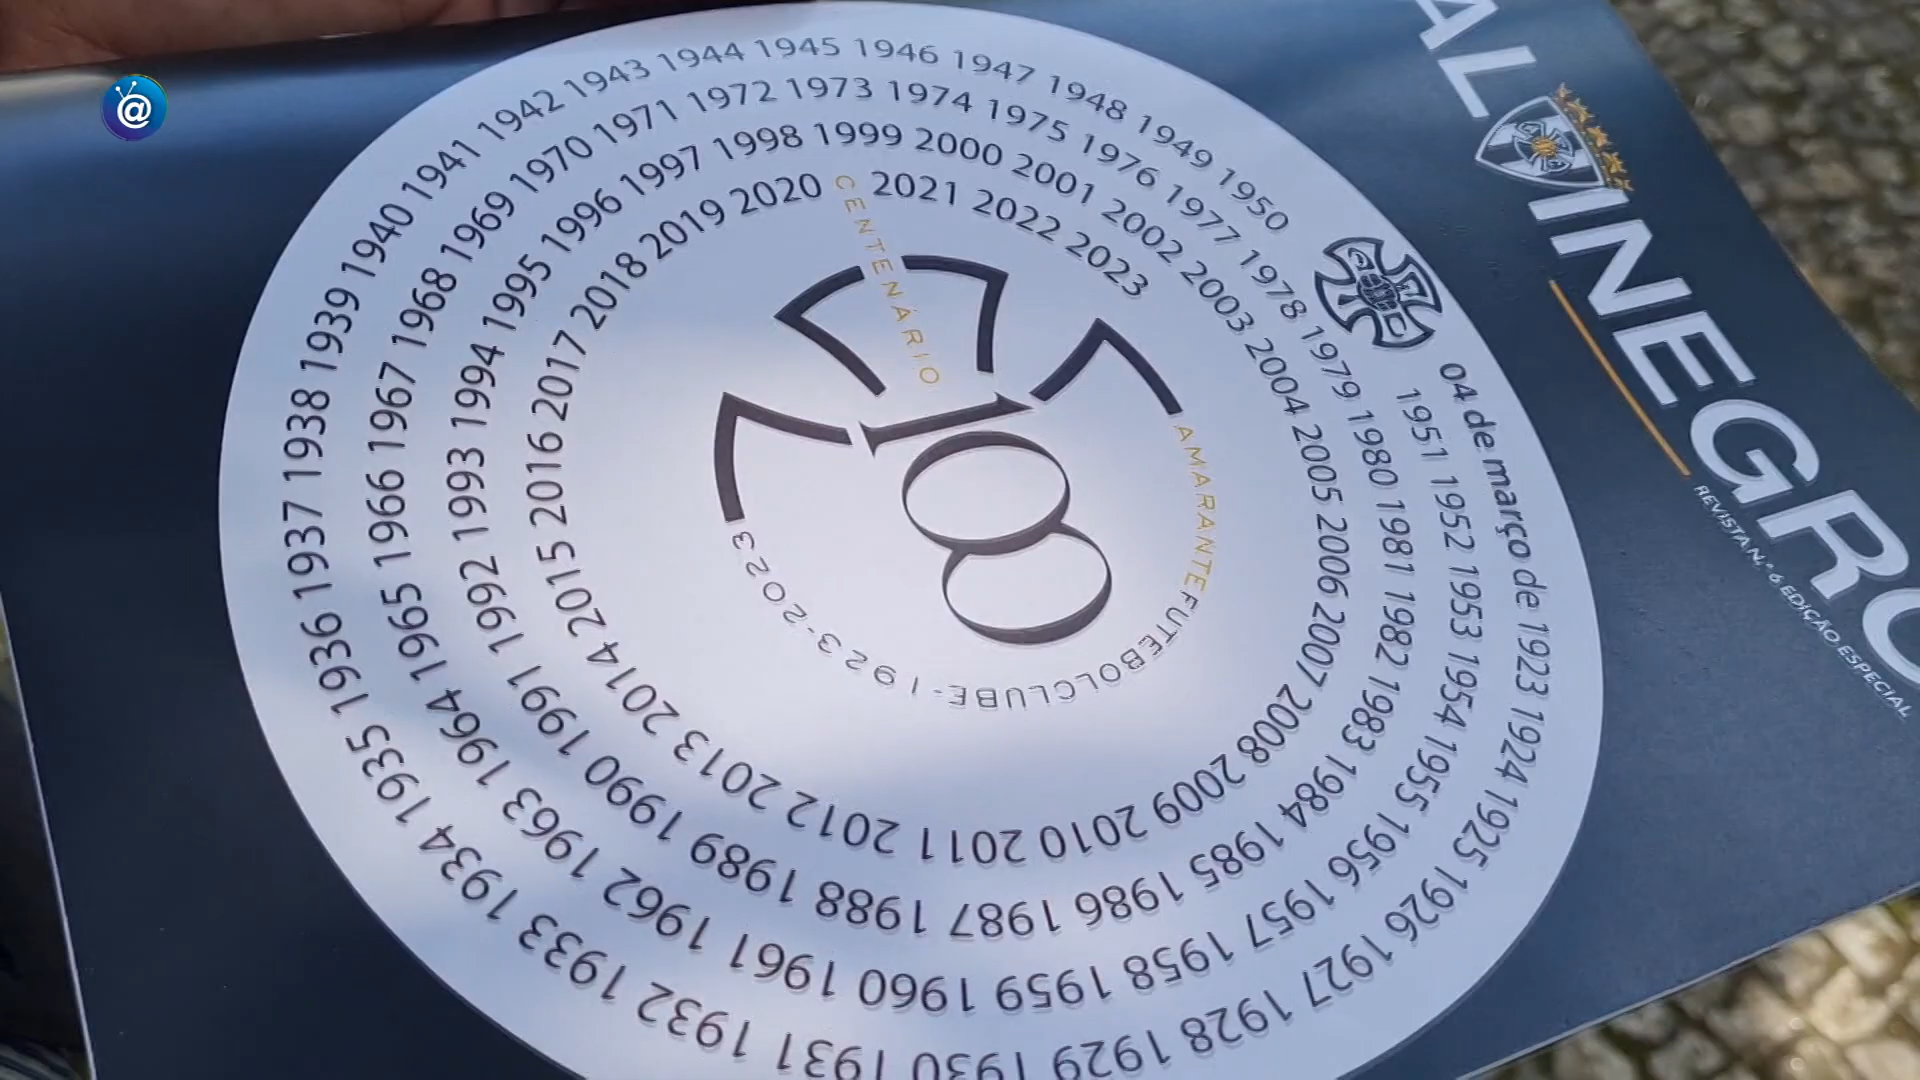 ALVINEGRO
REVISTA N.º 6 EDIÇÃO ESPECIAL
04 de março de 1923 1924 1925 1926 1927 1928 1929 1930 1931 1932 1933 1934 1935 1936 1937 1938 1939 1940 1941 1942 1943 1944 1945 1946 1947 1948 1949 1950
1951 1952 1953 1954 1955 1956 1957 1958 1959 1960 1961 1962 1963 1964 1965 1966 1967 1968 1969 1970 1971 1972 1973 1974 1975 1976 1977 1978 1979 1980 1981 1982 1983 1984 1985 1986 1987 1988 1989 1990 1991 1992 1993 1994 1995 1996 1997 1998 1999 2000 2001 2002 2003 2004 2005 2006 2007 2008 2009 2010 2011 2012 2013 2014 2015 2016 2017 2018 2019 2020 2021 2022 2023
CENTENÁRIO
100
AMARANTE FUTEBOL CLUBE - 1923-2023
@